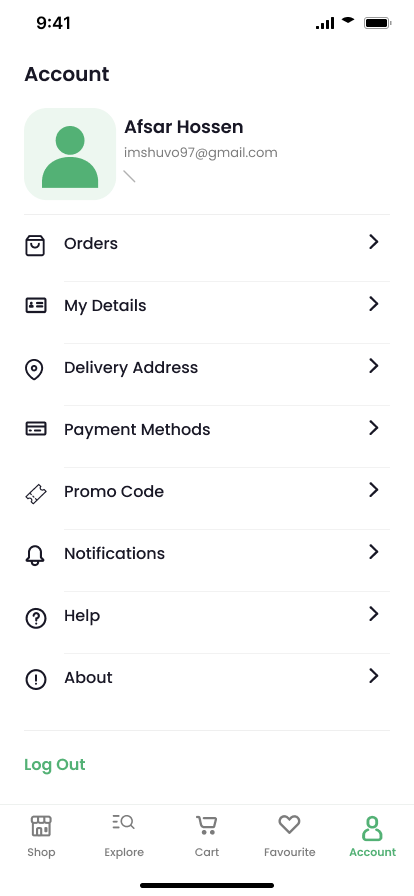 9:41
Account
Afsar Hossen
imshuvo97@gmail.com
Orders
My Details
Delivery Address
Payment Methods
Promo Code
Notifications
Help
About
Log Out
Shop Explore Cart Favourite Account